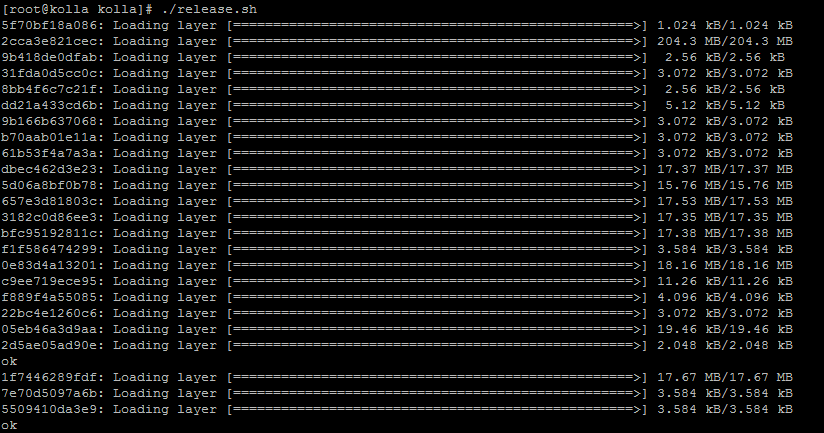 [root@kolla kolla]# ./release.sh
5f70bf18a086: Loading layer [==================================================>] 1.024 kB/1.024 kB
2cca3e821cec: Loading layer [==================================================>] 204.3 MB/204.3 MB
9b418de0dfab: Loading layer [==================================================>]  2.56 kB/2.56 kB
31fda0d5cc0c: Loading layer [==================================================>] 3.072 kB/3.072 kB
8bb4f6c7c21f: Loading layer [==================================================>]  2.56 kB/2.56 kB
dd21a433cd6b: Loading layer [==================================================>]  5.12 kB/5.12 kB
9b166b637068: Loading layer [==================================================>] 3.072 kB/3.072 kB
b70aab01e11a: Loading layer [==================================================>] 3.072 kB/3.072 kB
61b53f4a7a3a: Loading layer [==================================================>] 3.072 kB/3.072 kB
dbec462d3e23: Loading layer [==================================================>] 17.37 MB/17.37 MB
5d06a8bf0b78: Loading layer [==================================================>] 15.76 MB/15.76 MB
657e3d81803c: Loading layer [==================================================>] 17.53 MB/17.53 MB
3182c0d86ee3: Loading layer [==================================================>] 17.35 MB/17.35 MB
bfc95192811c: Loading layer [==================================================>] 17.38 MB/17.38 MB
f1f586474299: Loading layer [==================================================>] 3.584 kB/3.584 kB
0e83d4a13201: Loading layer [==================================================>] 18.16 MB/18.16 MB
c9ee719ece95: Loading layer [==================================================>] 11.26 kB/11.26 kB
f889f4a55085: Loading layer [==================================================>] 4.096 kB/4.096 kB
22bc4e1260c6: Loading layer [==================================================>] 3.072 kB/3.072 kB
05eb46a3d9aa: Loading layer [==================================================>] 19.46 kB/19.46 kB
2d5ae05ad90e: Loading layer [==================================================>] 2.048 kB/2.048 kB
ok
1f7446289fdf: Loading layer [==================================================>] 17.67 MB/17.67 MB
7e70d5097a6b: Loading layer [==================================================>] 3.584 kB/3.584 kB
5509410da3e9: Loading layer [==================================================>] 3.584 kB/3.584 kB
ok